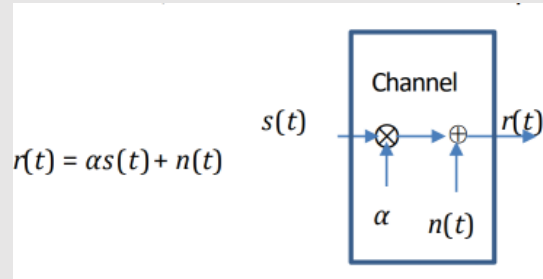 Channel
s(t)
r(t)
r(t) = αs(t) + n(t)
α
n(t)